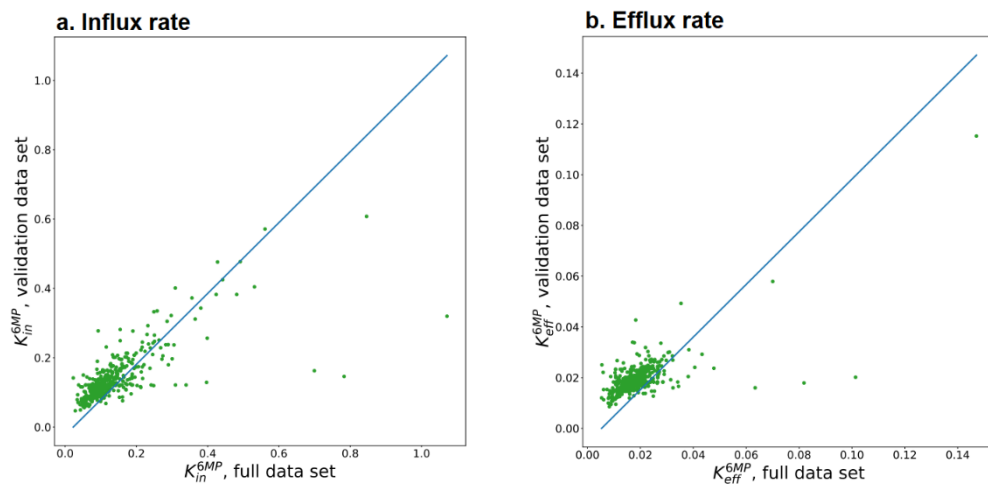 a. Influx rate
1.0
0.8
0.6
0.4
0.2
0.0
K_in^6MP, validation data set
0.0 0.2 0.4 0.6 0.8 1.0
K_in^6MP, full data set
b. Efflux rate
0.14
0.12
0.10
0.08
0.06
0.04
0.02
0.00
K_eff^6MP, validation data set
0.00 0.02 0.04 0.06 0.08 0.10 0.12 0.14
K_eff^6MP, full data set